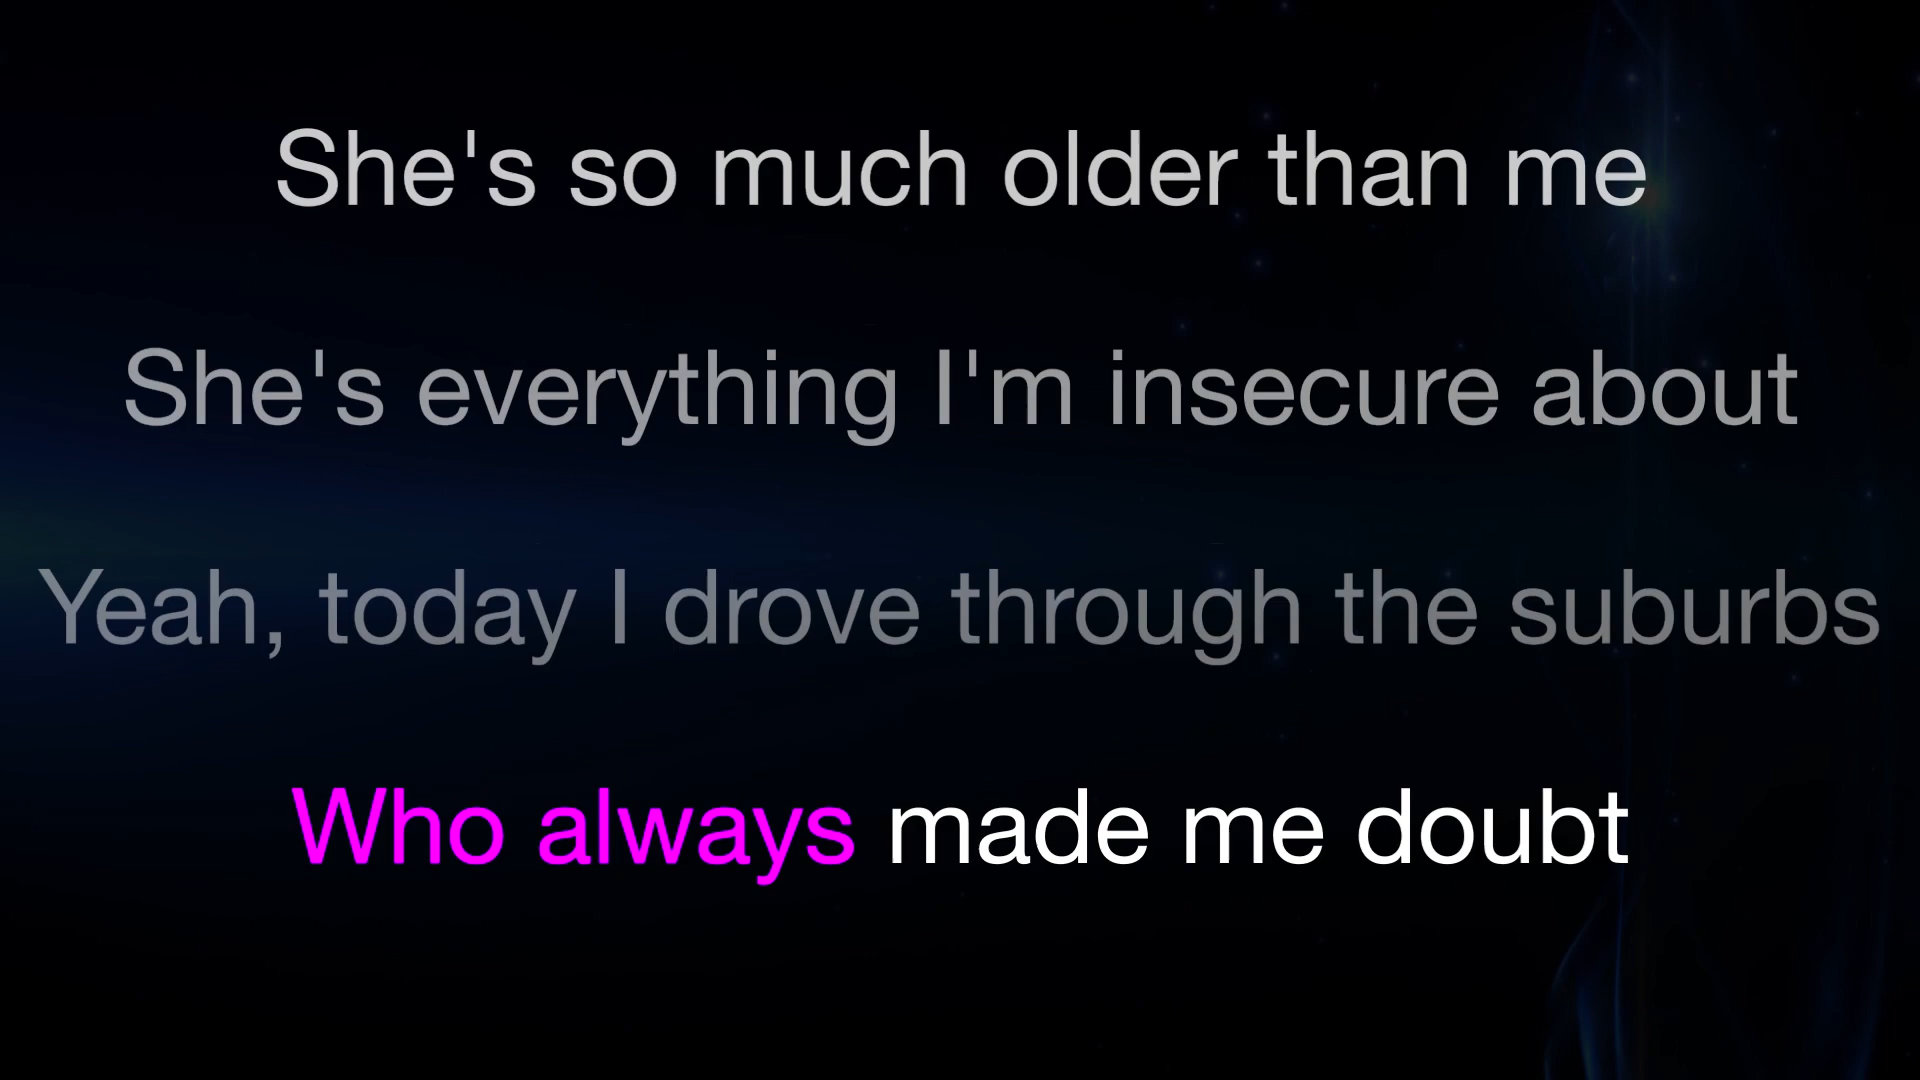 She's so much older than me
She's everything I'm insecure about
Yeah, today I drove through the suburbs
Who always made me doubt